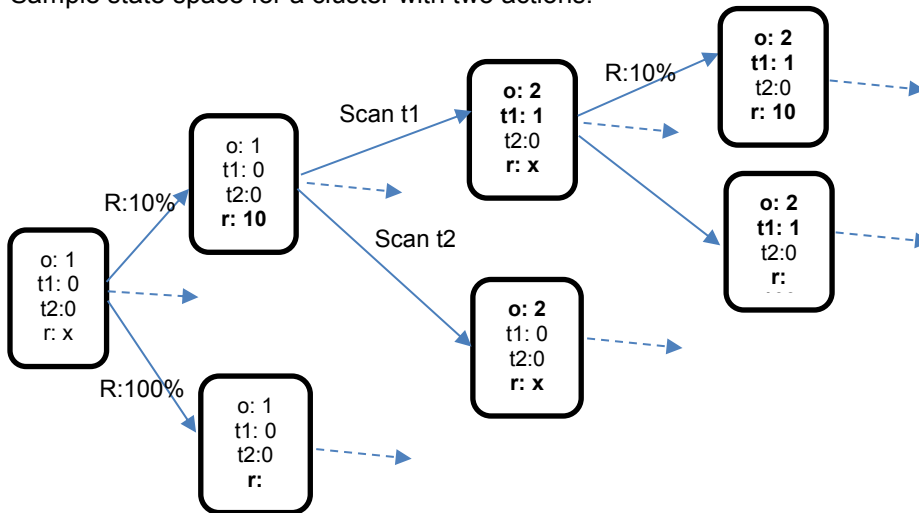 Sample state space for a cluster with two actions.
o: 1
t1: 0
t2:0
r: x
R:10%
R:100%
o: 1
t1: 0
t2:0
r: 10
o: 1
t1: 0
t2:0
r:
Scan t1
Scan t2
o: 2
t1: 1
t2:0
r: x
o: 2
t1: 0
t2:0
r: x
R:10%
o: 2
t1: 1
t2:0
r: 10
o: 2
t1: 1
t2:0
r: